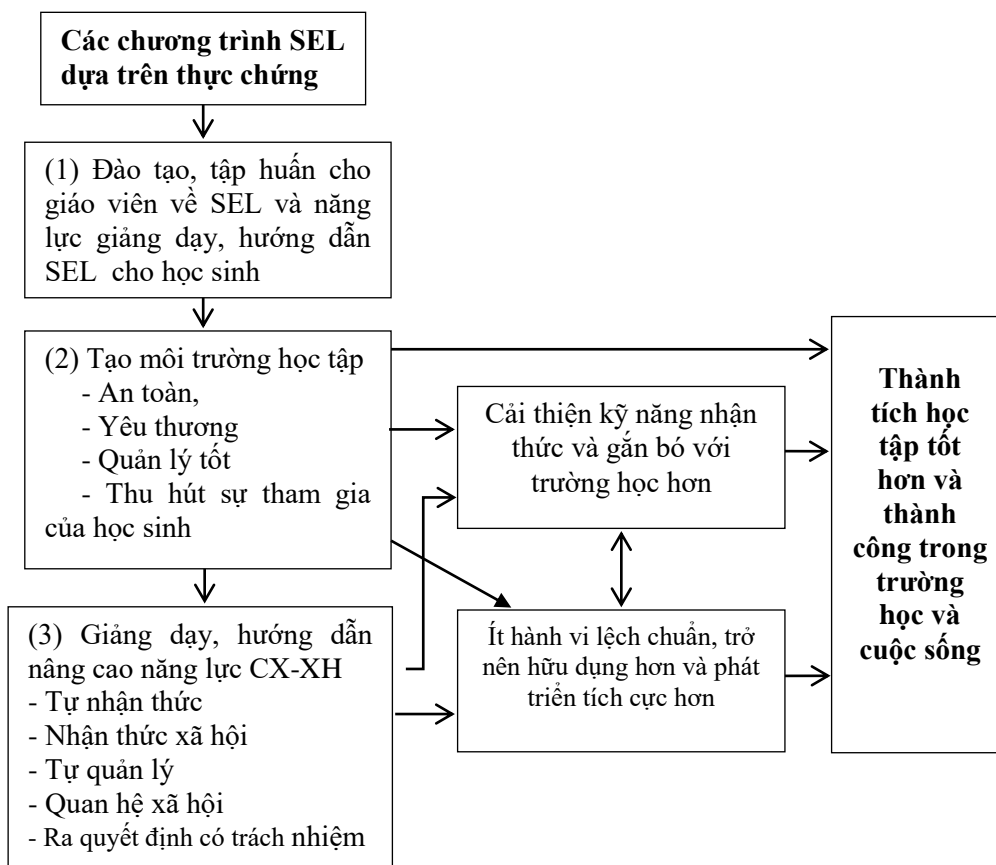 Các chương trình SEL
dựa trên thực chứng
(1) Đào tạo, tập huấn cho
giáo viên về SEL và năng
lực giảng dạy, hướng dẫn
SEL cho học sinh
(2) Tạo môi trường học tập
- An toàn,
- Yêu thương
- Quản lý tốt
- Thu hút sự tham gia
của học sinh
(3) Giảng dạy, hướng dẫn
nâng cao năng lực CX-XH
- Tự nhận thức
- Nhận thức xã hội
- Tự quản lý
- Quan hệ xã hội
- Ra quyết định có trách nhiệm
Cải thiện kỹ năng nhận
thức và gắn bó với
trường học hơn
Ít hành vi lệch chuẩn, trở
nên hữu dụng hơn và phát
triển tích cực hơn
Thành
tích học
tập tốt
hơn và
thành
công trong
trường
học và
cuộc sống